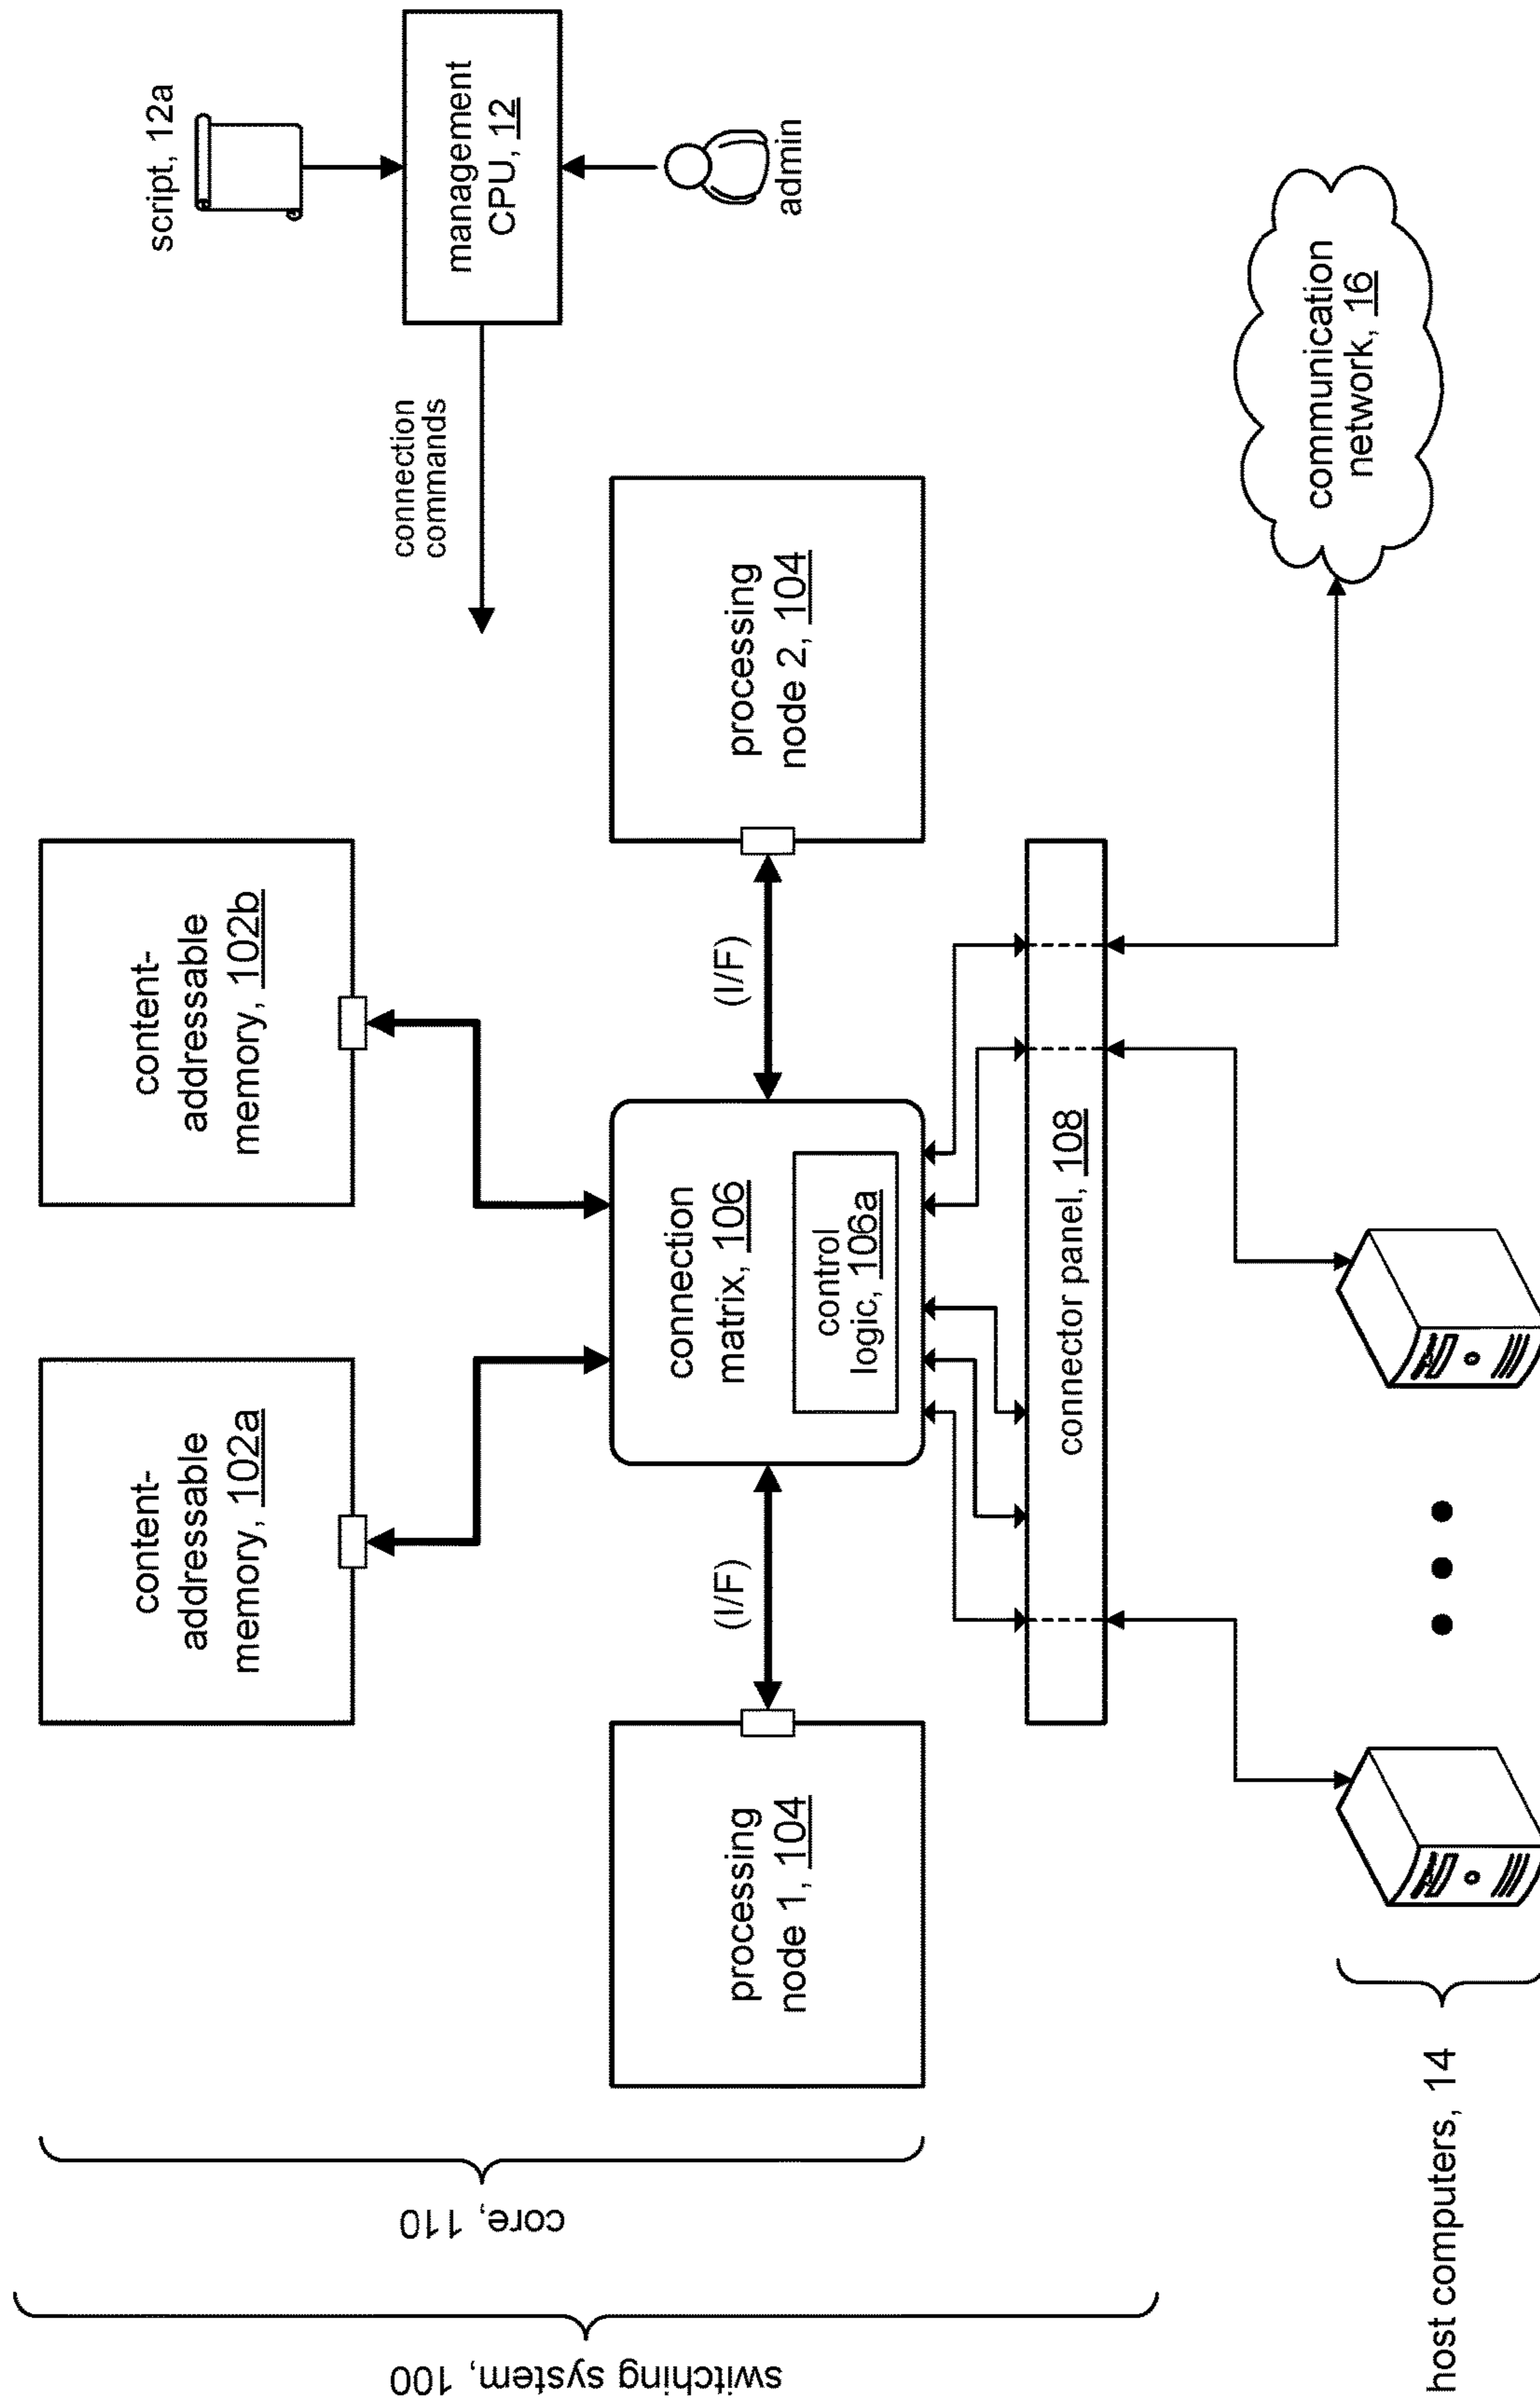 script, 12a
content-
addressable
memory, 102a
content-
addressable
memory, 102b
management
CPU, 12
connection
commands
admin
switching system, 100
core, 110
processing
node 1, 104
(I/F)
connection
matrix, 106
control
logic, 106a
(I/F)
processing
node 2, 104
connector panel, 108
communication
network, 16
host computers, 14